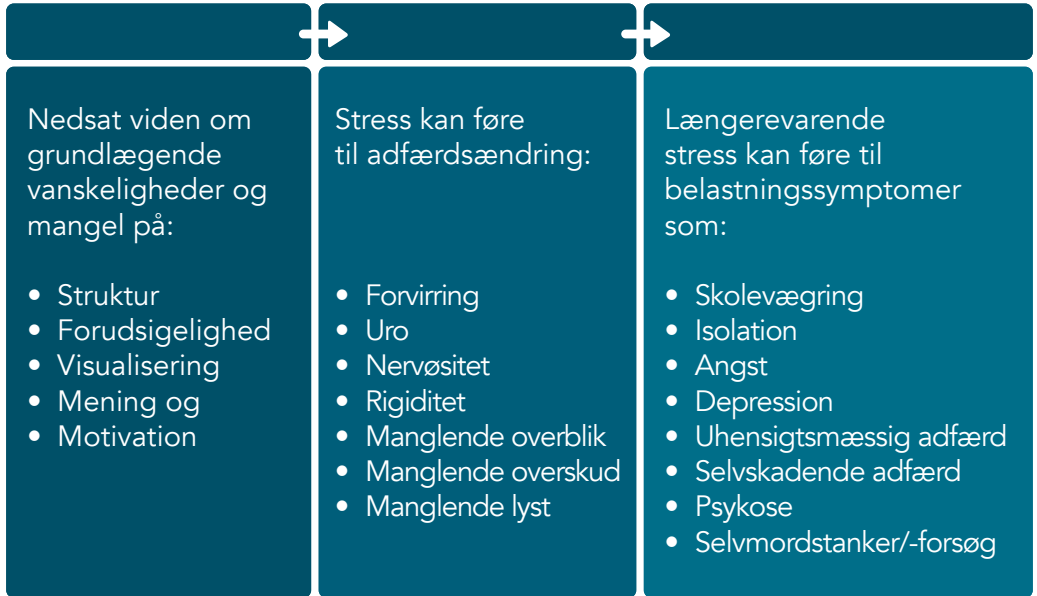 Nedsat viden om
grundlægende
vanskeligheder og
mangel på:
• Struktur
• Forudsigelighed
• Visualisering
• Mening og
• Motivation
Stress kan føre
til adfærdsændring:
• Forvirring
• Uro
• Nervøsitet
• Rigiditet
• Manglende overblik
• Manglende overskud
• Manglende lyst
Længerevarende
stress kan føre til
belastningssymptomer
som:
• Skolevægring
• Isolation
• Angst
• Depression
• Uhensigtsmæssig adfærd
• Selvskadende adfærd
• Psykose
• Selvmordstanker/-forsøg